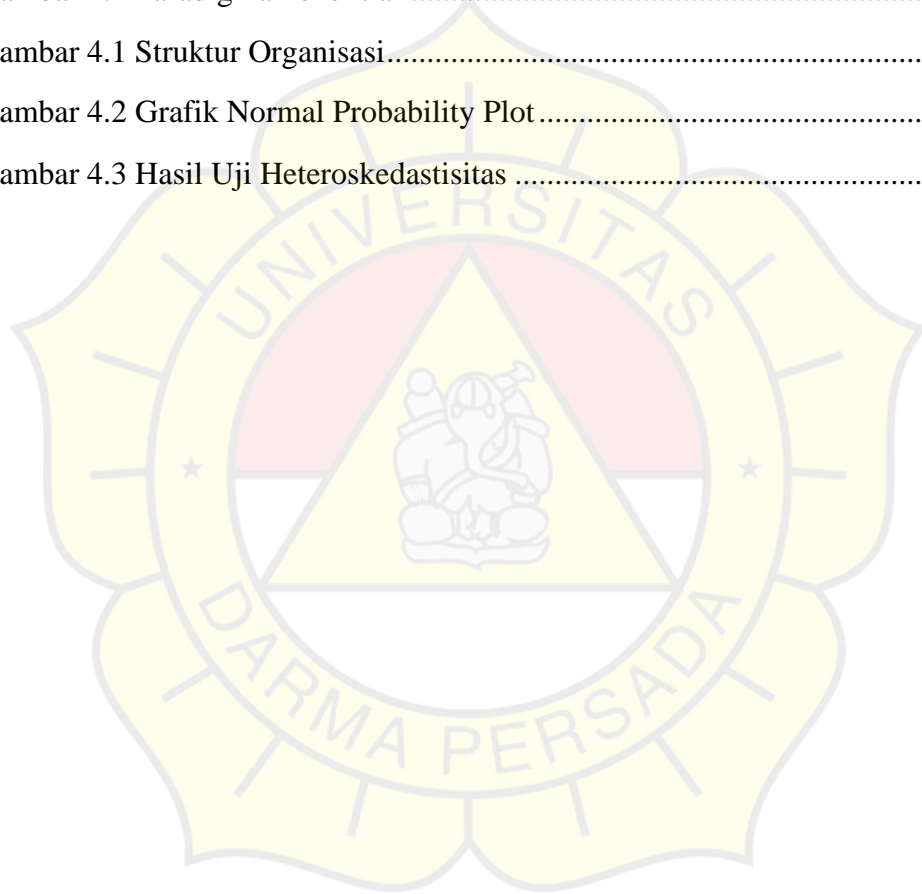 ambar 4.1 Struktur Organisasi........................................................................
ambar 4.2 Grafik Normal Probability Plot.....................................................
ambar 4.3 Hasil Uji Heteroskedastisitas ........................................................
UNIVERSITAS
DARMA PERSADA